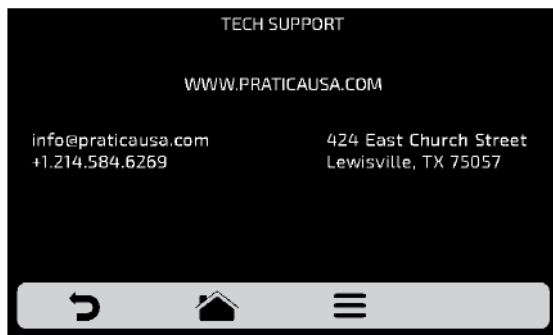 TECH SUPPORT
WWW.PRATICAUSA.COM
info@praticausa.com
+1.214.584.6269
424 East Church Street
Lewisville, TX 75057